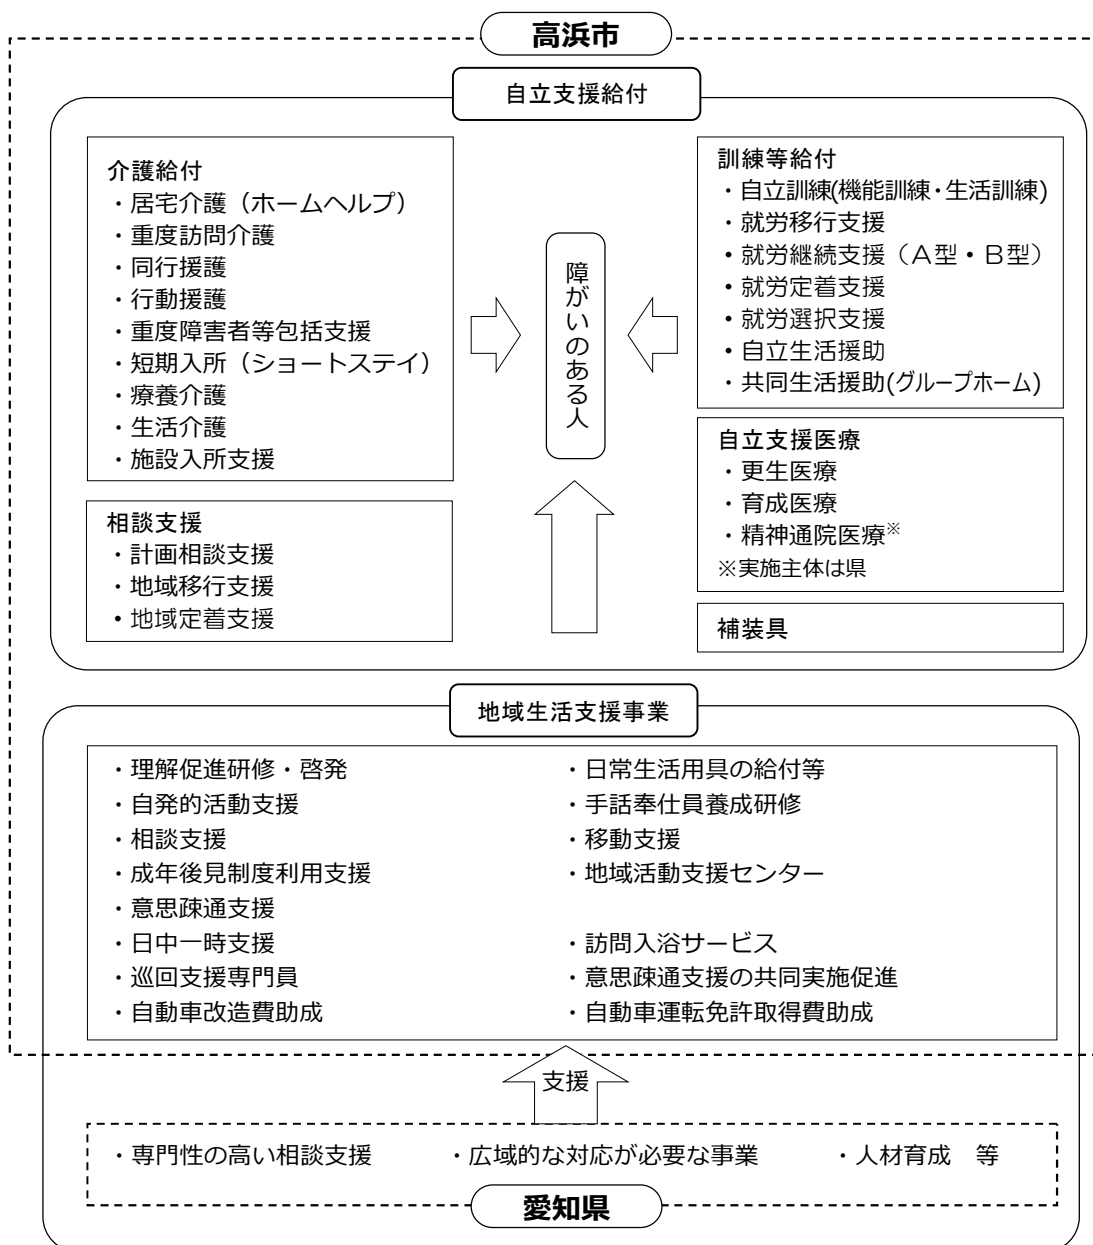 高浜市
自立支援給付
介護給付
・居宅介護（ホームヘルプ）
・重度訪問介護
・同行援護
・行動援護
・重度障害者等包括支援
・短期入所（ショートステイ）
・療養介護
・生活介護
・施設入所支援
相談支援
・計画相談支援
・地域移行支援
・地域定着支援
障がいのある人
訓練等給付
・自立訓練(機能訓練・生活訓練)
・就労移行支援
・就労継続支援（Ａ型・Ｂ型）
・就労定着支援
・就労選択支援
・自立生活援助
・共同生活援助(グループホーム)
自立支援医療
・更生医療
・育成医療
・精神通院医療※
※実施主体は県
補装具
地域生活支援事業
・理解促進研修・啓発
・自発的活動支援
・相談支援
・成年後見制度利用支援
・意思疎通支援
・日中一時支援
・巡回支援専門員
・自動車改造費助成
・日常生活用具の給付等
・手話奉仕員養成研修
・移動支援
・地域活動支援センター
・訪問入浴サービス
・意思疎通支援の共同実施促進
・自動車運転免許取得費助成
支援
・専門性の高い相談支援　・広域的な対応が必要な事業　・人材育成　等
愛知県